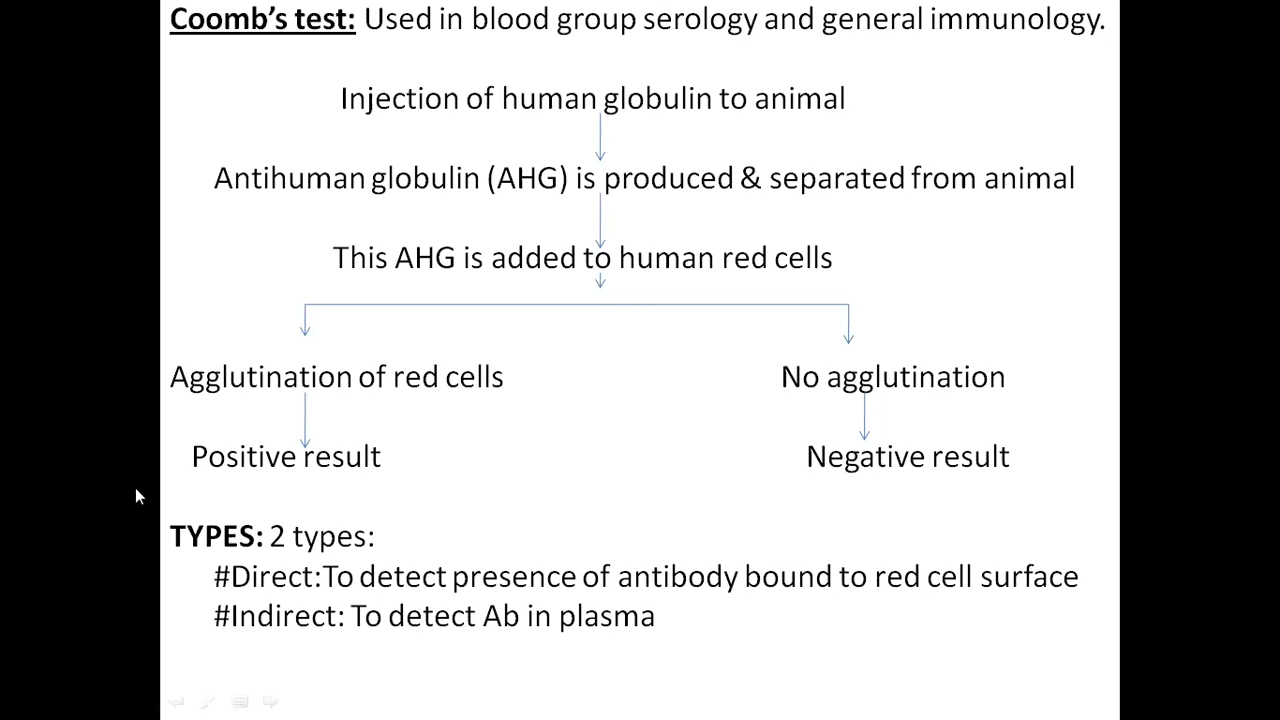 Coomb's test: Used in blood group serology and general immunology.
Injection of human globulin to animal
Antihuman globulin (AHG) is produced & separated from animal
This AHG is added to human red cells
Agglutination of red cells
No agglutination
Positive result
Negative result
TYPES: 2 types:
#Direct:To detect presence of antibody bound to red cell surface
#Indirect: To detect Ab in plasma